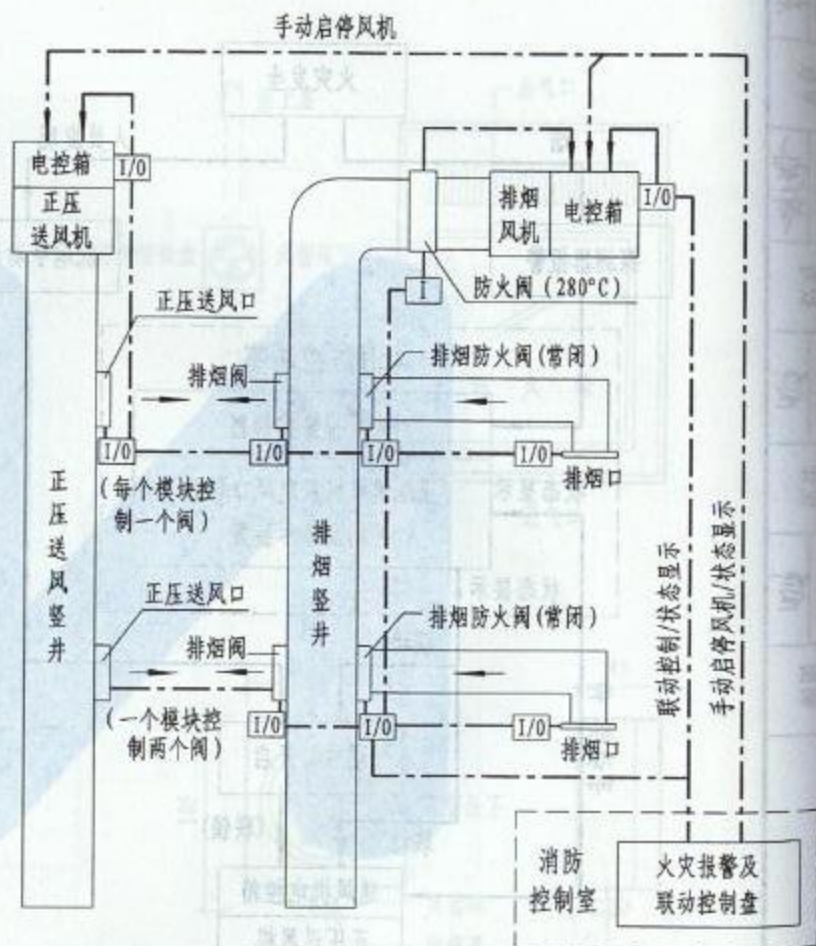 手动启停风机
电控箱
I/O
正压
送风机
排烟
风机
电控箱
I/O
I
防火阀（280°C）
正压送风口
排烟阀
排烟防火阀(常闭)
I/O
I/O
I/O
I/O
排烟口
(每个模块控
制一个阀)
正压送风竖井
排烟竖井
正压送风口
排烟阀
排烟防火阀(常闭)
(一个模块控
制两个阀)
I/O
I/O
I/O
排烟口
联动控制/状态显示
手动启停风机/状态显示
消防
控制室
火灾报警及
联动控制盘